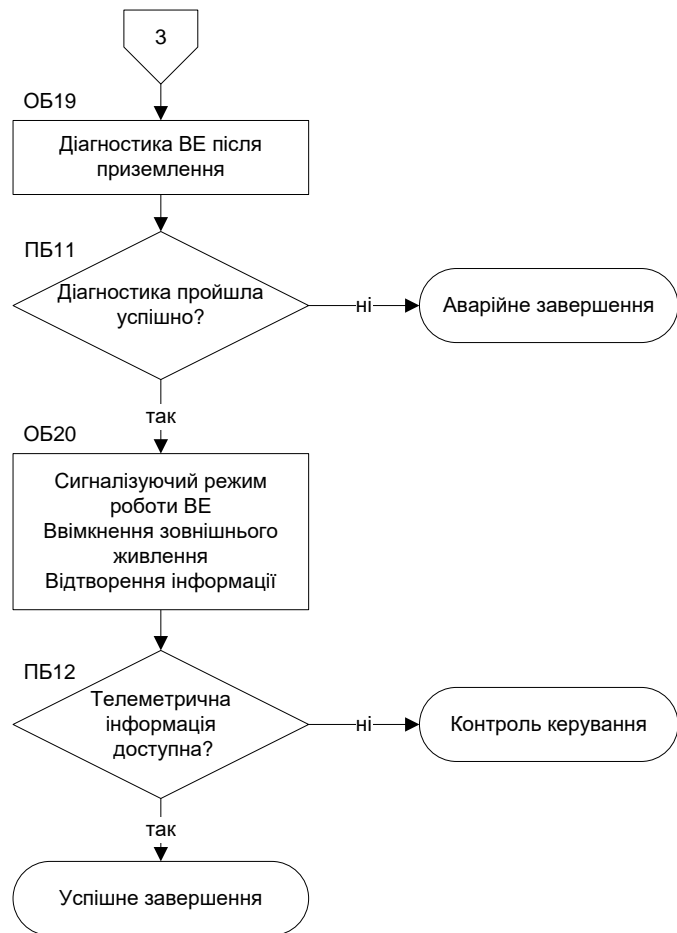 3
ОБ19
Діагностика ВЕ після
приземлення
ПБ11
Діагностика пройшла
успішно?
ні
Аварійне завершення
так
ОБ20
Сигналізуючий режим
роботи ВЕ
Ввімкнення зовнішнього
живлення
Відтворення інформації
ПБ12
Телеметрична
інформація
доступна?
ні
Контроль керування
так
Успішне завершення